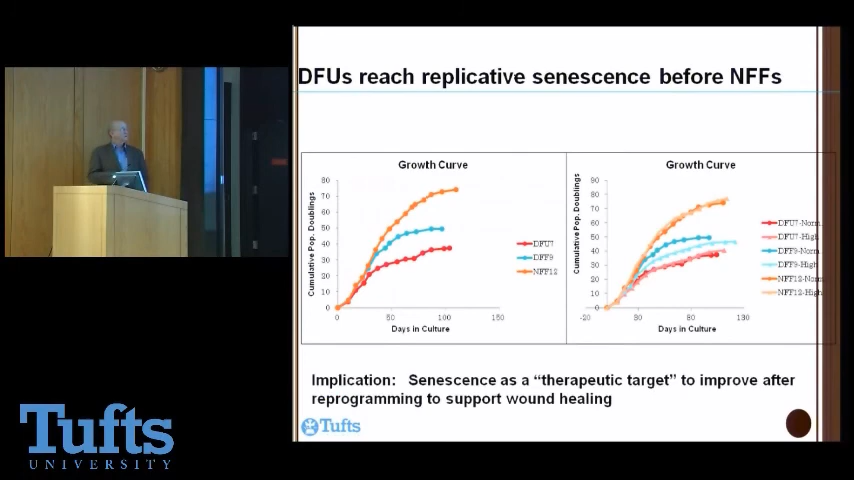 DFUs reach replicative senescence before NFFs
Growth Curve
Cumulative Pop. Doublings
80
70
60
50
40
30
20
10
0
0
50
100
150
Days in Culture
DFU7
DFF9
NFF12
Growth Curve
Cumulative Pop. Doublings
90
80
70
60
50
40
30
20
10
0
-20
30
80
130
Days in Culture
DFU7-Norm
DFU7-High
DFF9-Norm
DFF9-High
NFF12-Norm
NFF12-High
Implication: Senescence as a “therapeutic target” to improve after
reprogramming to support wound healing
Tufts
Tufts
UNIVERSITY